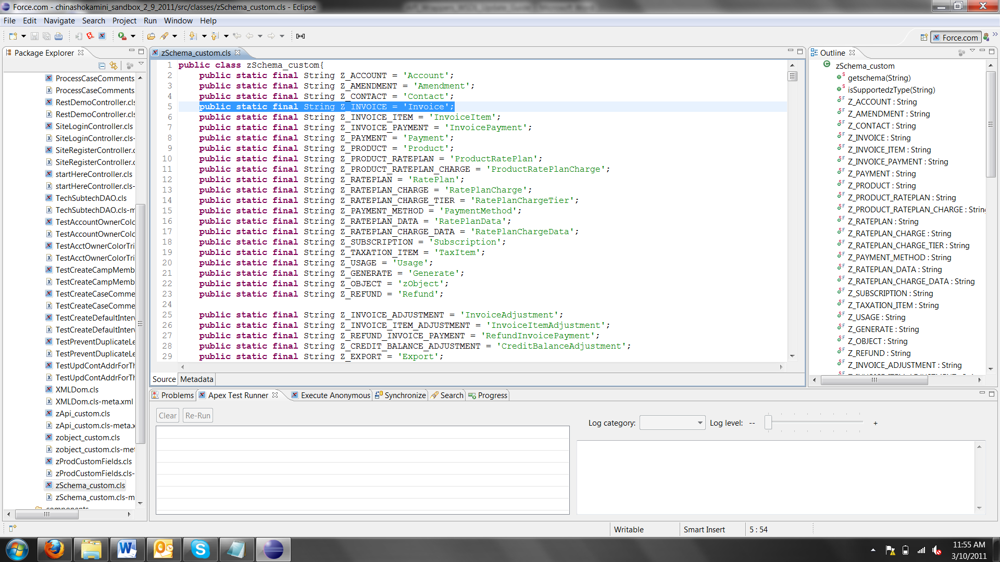 Force.com - chinashokamini_sandbox_2_9_2011/src/classes/zSchema_custom.cls - Eclipse
File Edit Navigate Search Project Run Window Help
Force.com
Package Explorer
ProcessCaseComments.
ProcessCaseComments.
RestDemoController.cls
RestDemoController.cls
SiteLoginController.cls
SiteLoginController.cls-
SiteRegisterController.c
SiteRegisterController.c
startHereController.cls
startHereController.cls-
TechSubtechDAO.cls
TechSubtechDAO.cls-m
TestAccountOwnerColc
TestAccountOwnerColc
TestAcctOwnerColorTri
TestAcctOwnerColorTri
TestCreateCampMemb
TestCreateCampMemb
TestCreateCaseComme
TestCreateCaseComme
TestCreateDefaultInterv
TestCreateDefaultInterv
TestPreventDuplicateLe
TestPreventDuplicateLe
TestUpdContAddrForTh
TestUpdContAddrForTh
XMLDom.cls
XMLDom.cls-meta.xml
zApi_custom.cls
zApi_custom.cls-meta.x
zobject_custom.cls
zobject_custom.cls-met
zProdCustomFields.cls
zProdCustomFields.cls-
zSchema_custom.cls
zSchema_custom.cls-m
components
zSchema_custom.cls
1 public class zSchema_custom{
2 public static final String Z_ACCOUNT = 'Account';
3 public static final String Z_AMENDMENT = 'Amendment';
4 public static final String Z_CONTACT = 'Contact';
5 public static final String Z_INVOICE = 'Invoice';
6 public static final String Z_INVOICE_ITEM = 'InvoiceItem';
7 public static final String Z_INVOICE_PAYMENT = 'InvoicePayment';
8 public static final String Z_PAYMENT = 'Payment';
9 public static final String Z_PRODUCT = 'Product';
10 public static final String Z_PRODUCT_RATEPLAN = 'ProductRatePlan';
11 public static final String Z_PRODUCT_RATEPLAN_CHARGE = 'ProductRatePlanCharge';
12 public static final String Z_RATEPLAN = 'RatePlan';
13 public static final String Z_RATEPLAN_CHARGE = 'RatePlanCharge';
14 public static final String Z_RATEPLAN_CHARGE_TIER = 'RatePlanChargeTier';
15 public static final String Z_PAYMENT_METHOD = 'PaymentMethod';
16 public static final String Z_RATEPLAN_DATA = 'RatePlanData';
17 public static final String Z_RATEPLAN_CHARGE_DATA = 'RatePlanChargeData';
18 public static final String Z_SUBSCRIPTION = 'Subscription';
19 public static final String Z_TAXATION_ITEM = 'TaxItem';
20 public static final String Z_USAGE = 'Usage';
21 public static final String Z_GENERATE = 'Generate';
22 public static final String Z_OBJECT = 'zObject';
23 public static final String Z_REFUND = 'Refund';
24
25 public static final String Z_INVOICE_ADJUSTMENT = 'InvoiceAdjustment';
26 public static final String Z_INVOICE_ITEM_ADJUSTMENT = 'InvoiceItemAdjustment';
27 public static final String Z_REFUND_INVOICE_PAYMENT = 'RefundInvoicePayment';
28 public static final String Z_CREDIT_BALANCE_ADJUSTMENT = 'CreditBalanceAdjustment';
29 public static final String Z_EXPORT = 'Export';
Source Metadata
Outline
zSchema_custom
getschema(String)
isSupportedzType(String)
Z_ACCOUNT : String
Z_AMENDMENT : String
Z_CONTACT : String
Z_INVOICE : String
Z_INVOICE_ITEM : String
Z_INVOICE_PAYMENT : String
Z_PAYMENT : String
Z_PRODUCT : String
Z_PRODUCT_RATEPLAN : String
Z_PRODUCT_RATEPLAN_CHARGE : String
Z_RATEPLAN : String
Z_RATEPLAN_CHARGE : String
Z_RATEPLAN_CHARGE_TIER : String
Z_PAYMENT_METHOD : String
Z_RATEPLAN_DATA : String
Z_RATEPLAN_CHARGE_DATA : String
Z_SUBSCRIPTION : String
Z_TAXATION_ITEM : String
Z_USAGE : String
Z_GENERATE : String
Z_OBJECT : String
Z_REFUND : String
Z_INVOICE_ADJUSTMENT : String
Problems Apex Test Runner Execute Anonymous Synchronize Search Progress
Clear Re-Run
Log category: Log level: -- +
Writable Smart Insert 5 : 54
11:55 AM
3/10/2011